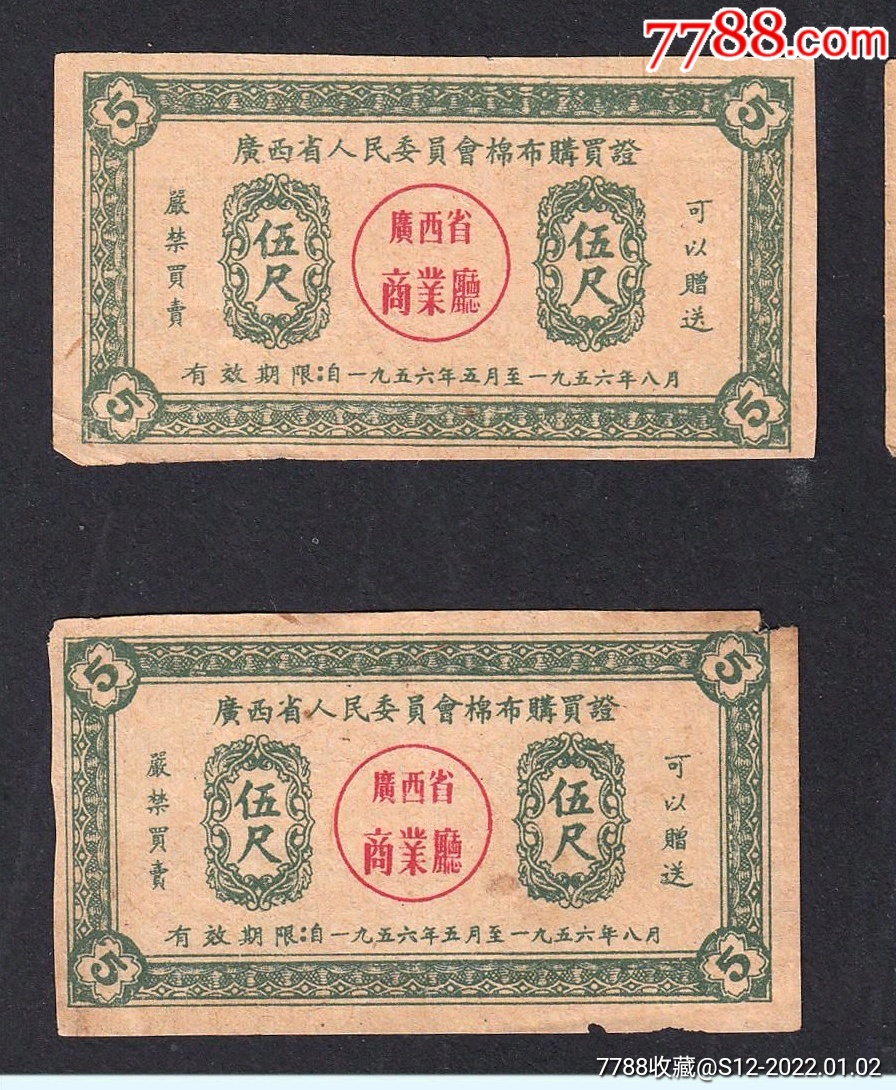 7788.com
5
5
廣西省人民委員會棉布購買證
嚴禁買賣
伍尺
廣西省
商業廳
伍尺
可以贈送
有效期限:自一九五六年五月至一九五六年八月
5
5
5
5
廣西省人民委員會棉布購買證
嚴禁買賣
伍尺
廣西省
商業廳
伍尺
可以贈送
有效期限:自一九五六年五月至一九五六年八月
5
5
7788收藏@S12-2022.01.02